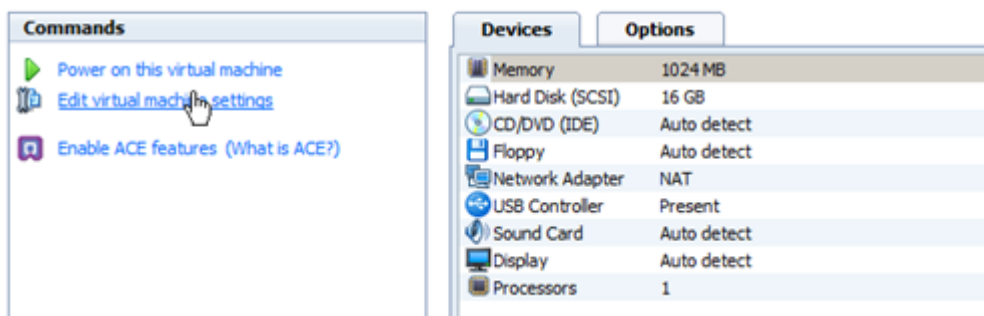 Commands
Power on this virtual machine
Edit virtual machine settings
Enable ACE features (What is ACE?)
Devices Options
Memory 1024 MB
Hard Disk (SCSI) 16 GB
CD/DVD (IDE) Auto detect
Floppy Auto detect
Network Adapter NAT
USB Controller Present
Sound Card Auto detect
Display Auto detect
Processors 1